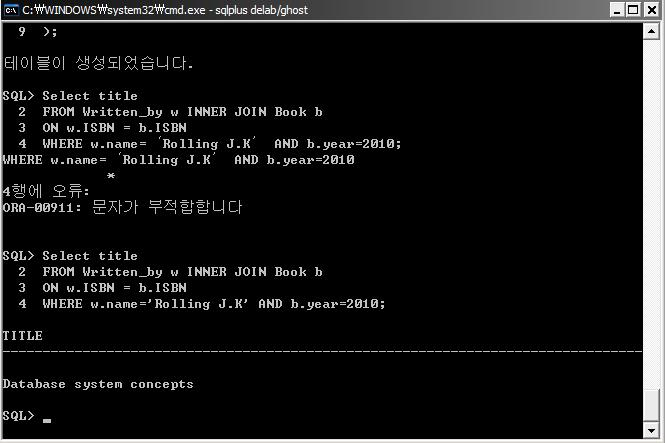 C:\WINDOWS\system32\cmd.exe - sqlplus delab/ghost
9 );
테이블이 생성되었습니다.
SQL> Select title
2 FROM Written_by w INNER JOIN Book b
3 ON w.ISBN = b.ISBN
4 WHERE w.name= ‘Rolling J.K’ AND b.year=2010;
WHERE w.name= ‘Rolling J.K’ AND b.year=2010
*
4행에 오류:
ORA-00911: 문자가 부적합합니다
SQL> Select title
2 FROM Written_by w INNER JOIN Book b
3 ON w.ISBN = b.ISBN
4 WHERE w.name='Rolling J.K' AND b.year=2010;
TITLE
--------------------------------------------------------------------------------
Database system concepts
SQL> _